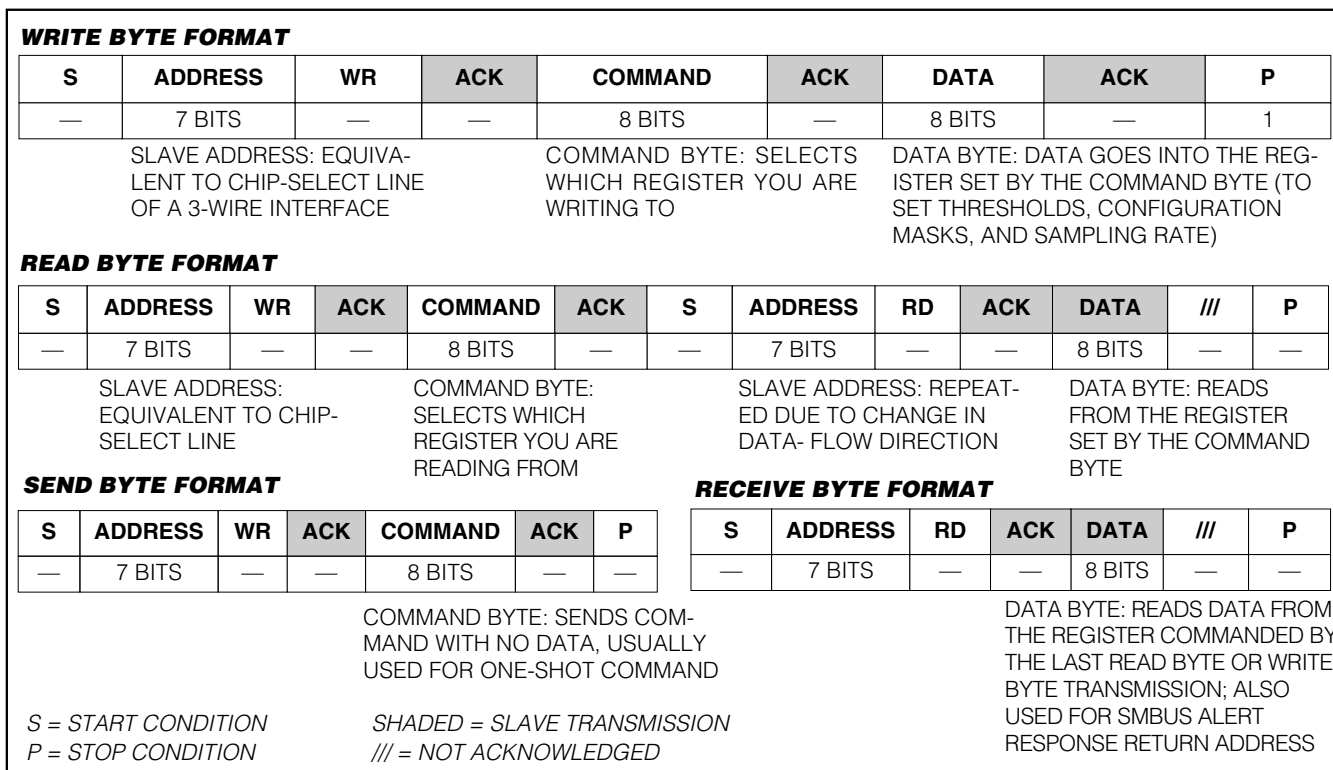 WRITE BYTE FORMAT
S ADDRESS WR ACK COMMAND ACK DATA ACK P
— 7 BITS — — 8 BITS — 8 BITS — 1
SLAVE ADDRESS: EQUIVA-
LENT TO CHIP-SELECT LINE
OF A 3-WIRE INTERFACE
COMMAND BYTE: SELECTS
WHICH REGISTER YOU ARE
WRITING TO
DATA BYTE: DATA GOES INTO THE REG-
ISTER SET BY THE COMMAND BYTE (TO
SET THRESHOLDS, CONFIGURATION
MASKS, AND SAMPLING RATE)
READ BYTE FORMAT
S ADDRESS WR ACK COMMAND ACK S ADDRESS RD ACK DATA /// P
— 7 BITS — — 8 BITS — — 7 BITS — — 8 BITS — —
SLAVE ADDRESS:
EQUIVALENT TO CHIP-
SELECT LINE
COMMAND BYTE:
SELECTS WHICH
REGISTER YOU ARE
READING FROM
SLAVE ADDRESS: REPEAT-
ED DUE TO CHANGE IN
DATA- FLOW DIRECTION
DATA BYTE: READS
FROM THE REGISTER
SET BY THE COMMAND
BYTE
SEND BYTE FORMAT
S ADDRESS WR ACK COMMAND ACK P
— 7 BITS — — 8 BITS — —
COMMAND BYTE: SENDS COM-
MAND WITH NO DATA, USUALLY
USED FOR ONE-SHOT COMMAND
RECEIVE BYTE FORMAT
S ADDRESS RD ACK DATA /// P
— 7 BITS — — 8 BITS — —
DATA BYTE: READS DATA FROM
THE REGISTER COMMANDED BY
THE LAST READ BYTE OR WRITE
BYTE TRANSMISSION; ALSO
USED FOR SMBUS ALERT
RESPONSE RETURN ADDRESS
S = START CONDITION
P = STOP CONDITION
SHADED = SLAVE TRANSMISSION
/// = NOT ACKNOWLEDGED